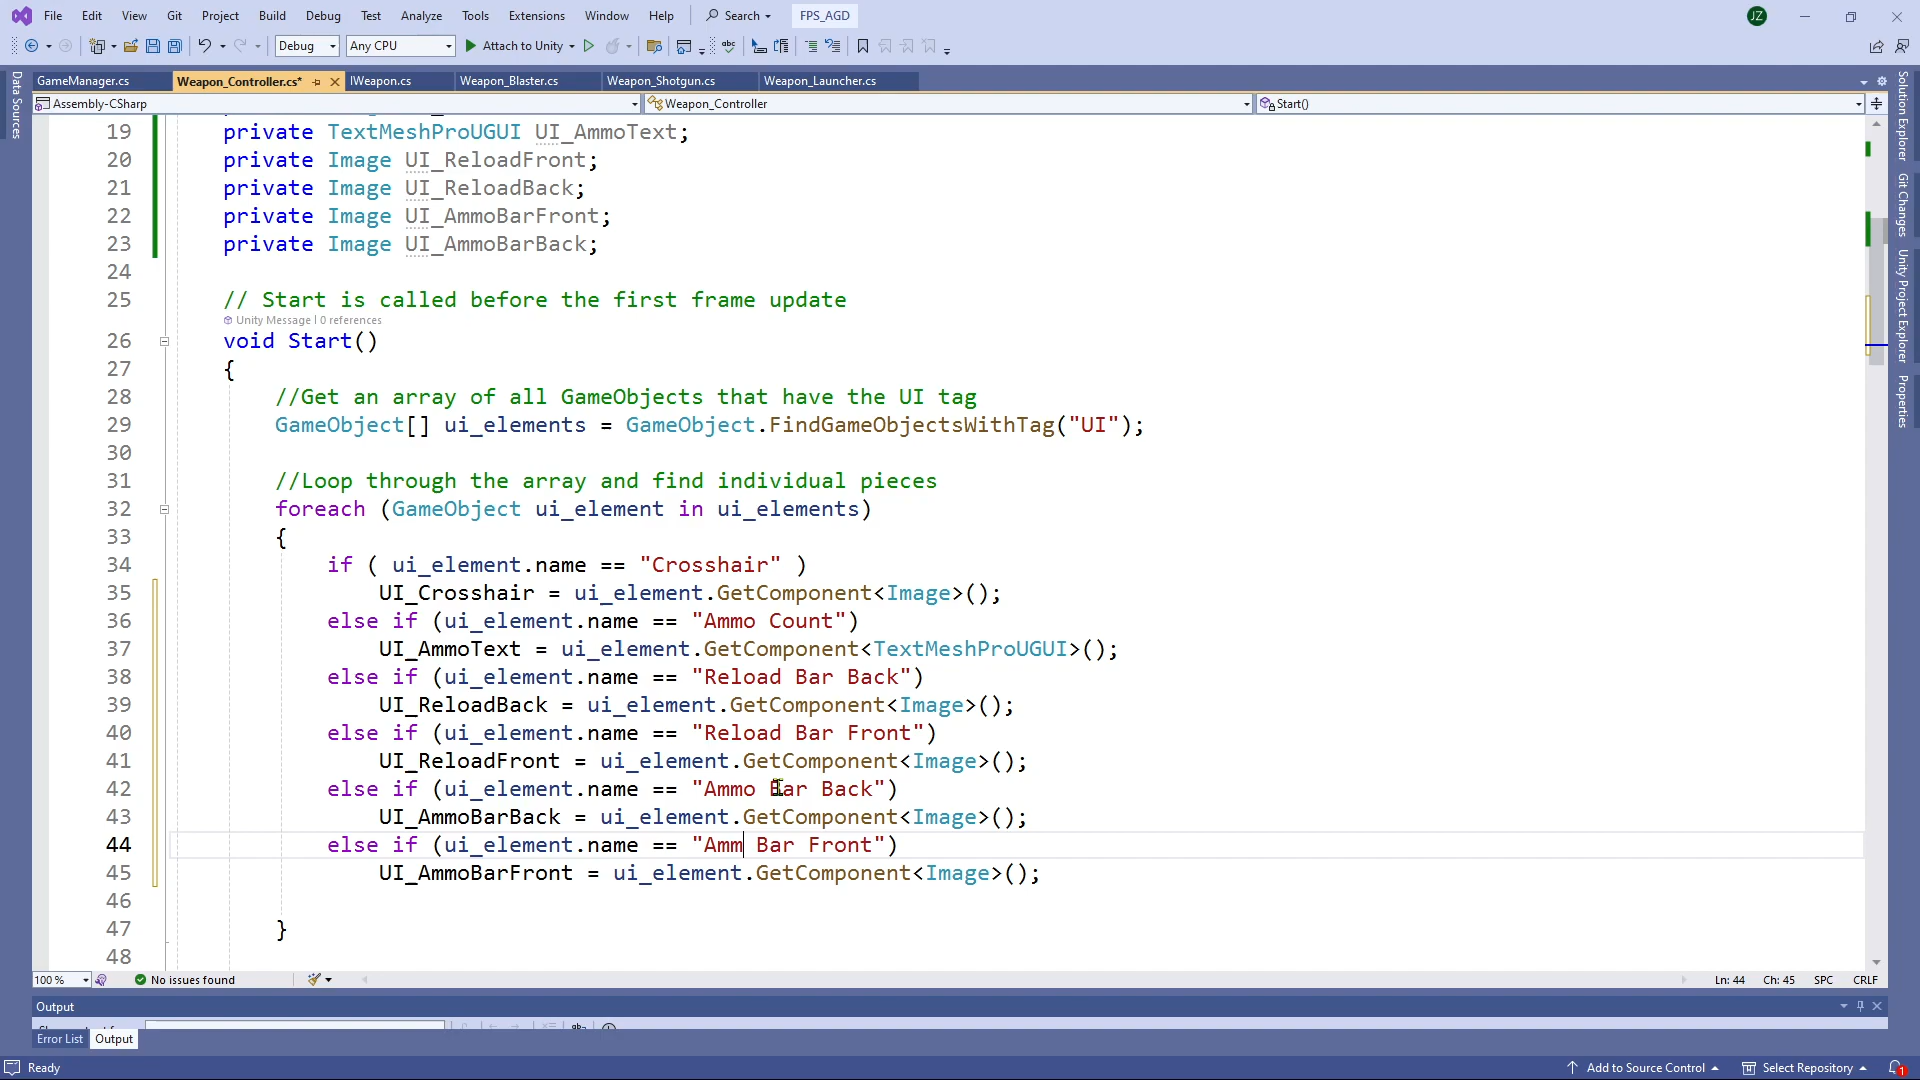 File Edit View Git Project Build Debug Test Analyze Tools Extensions Window Help Search FPS_AGD JZ
Debug Any CPU Attach to Unity
GameManager.cs Weapon_Controller.cs* IWeapon.cs Weapon_Blaster.cs Weapon_Shotgun.cs Weapon_Launcher.cs
Assembly-CSharp Weapon_Controller Start()
19 private TextMeshProUGUI UI_AmmoText;
20 private Image UI_ReloadFront;
21 private Image UI_ReloadBack;
22 private Image UI_AmmoBarFront;
23 private Image UI_AmmoBarBack;
24
25 // Start is called before the first frame update
Unity Message | 0 references
26 void Start()
27 {
28 //Get an array of all GameObjects that have the UI tag
29 GameObject[] ui_elements = GameObject.FindGameObjectsWithTag("UI");
30
31 //Loop through the array and find individual pieces
32 foreach (GameObject ui_element in ui_elements)
33 {
34 if ( ui_element.name == "Crosshair" )
35 UI_Crosshair = ui_element.GetComponent<Image>();
36 else if (ui_element.name == "Ammo Count")
37 UI_AmmoText = ui_element.GetComponent<TextMeshProUGUI>();
38 else if (ui_element.name == "Reload Bar Back")
39 UI_ReloadBack = ui_element.GetComponent<Image>();
40 else if (ui_element.name == "Reload Bar Front")
41 UI_ReloadFront = ui_element.GetComponent<Image>();
42 else if (ui_element.name == "Ammo Bar Back")
43 UI_AmmoBarBack = ui_element.GetComponent<Image>();
44 else if (ui_element.name == "Amm Bar Front")
45 UI_AmmoBarFront = ui_element.GetComponent<Image>();
46
47 }
48
100 % No issues found Ln: 44 Ch: 45 SPC CRLF
Output
Error List Output
Ready Add to Source Control Select Repository 1
Data Sources
Solution Explorer
Git Changes
Unity Project Explorer
Properties